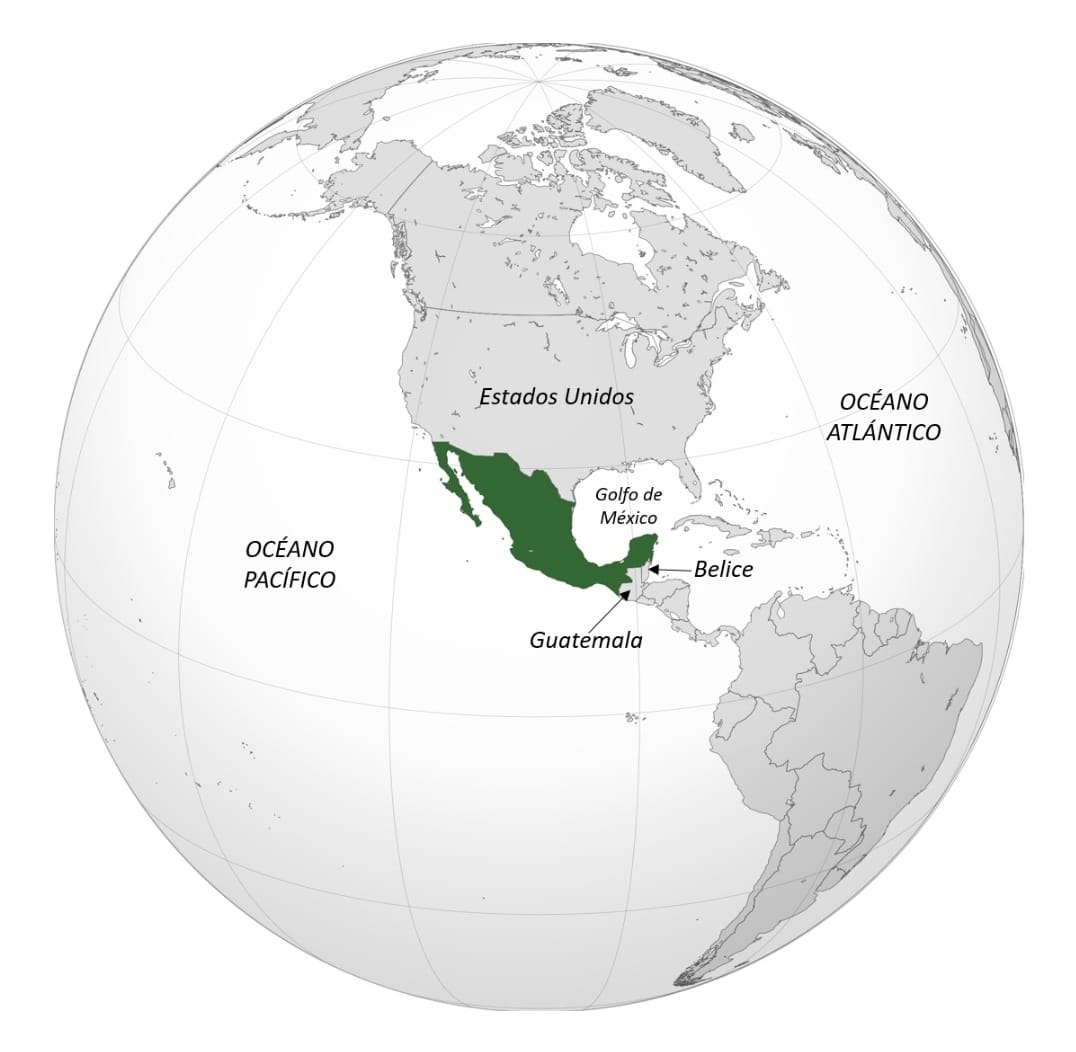 Estados Unidos
OCÉANO
ATLÁNTICO
Golfo de
México
OCÉANO
PACÍFICO
Belice
Guatemala